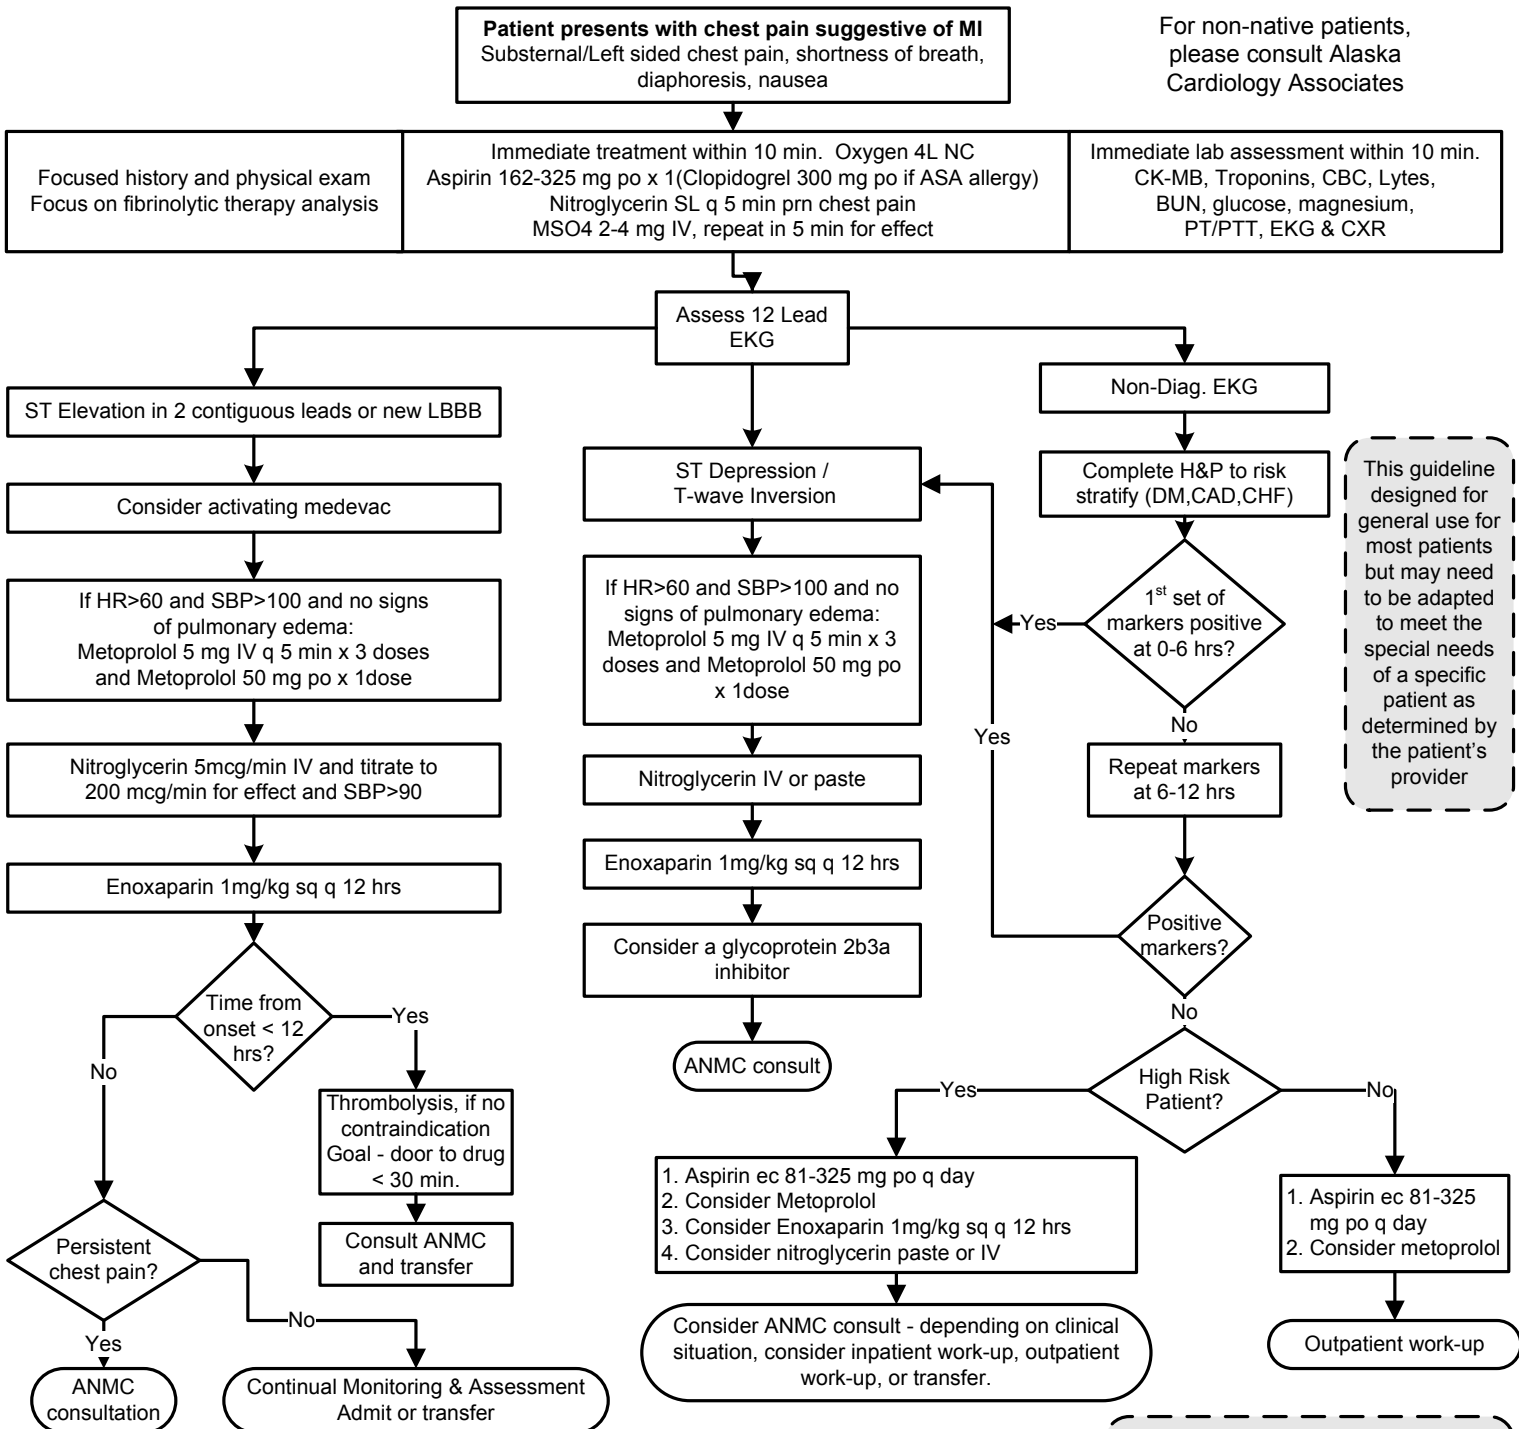 Patient presents with chest pain suggestive of MI
Substernal/Left sided chest pain, shortness of breath,
diaphoresis, nausea
For non-native patients,
please consult Alaska
Cardiology Associates
Focused history and physical exam
Focus on fibrinolytic therapy analysis
Immediate treatment within 10 min. Oxygen 4L NC
Aspirin 162-325 mg po x 1(Clopidogrel 300 mg po if ASA allergy)
Nitroglycerin SL q 5 min prn chest pain
MSO4 2-4 mg IV, repeat in 5 min for effect
Immediate lab assessment within 10 min.
CK-MB, Troponins, CBC, Lytes,
BUN, glucose, magnesium,
PT/PTT, EKG & CXR
Assess 12 Lead
EKG
ST Elevation in 2 contiguous leads or new LBBB
Consider activating medevac
If HR>60 and SBP>100 and no signs
of pulmonary edema:
Metoprolol 5 mg IV q 5 min x 3 doses
and Metoprolol 50 mg po x 1dose
Nitroglycerin 5mcg/min IV and titrate to
200 mcg/min for effect and SBP>90
Enoxaparin 1mg/kg sq q 12 hrs
Time from
onset < 12
hrs?
Yes
No
Thrombolysis, if no
contraindication
Goal - door to drug
< 30 min.
Consult ANMC
and transfer
Persistent
chest pain?
No
Yes
ANMC
consultation
Continual Monitoring & Assessment
Admit or transfer
ST Depression /
T-wave Inversion
If HR>60 and SBP>100 and no
signs of pulmonary edema:
Metoprolol 5 mg IV q 5 min x 3
doses and Metoprolol 50 mg po
x 1dose
Nitroglycerin IV or paste
Enoxaparin 1mg/kg sq q 12 hrs
Consider a glycoprotein 2b3a
inhibitor
ANMC consult
Non-Diag. EKG
Complete H&P to risk
stratify (DM,CAD,CHF)
1st set of
markers positive
at 0-6 hrs?
Yes
No
Repeat markers
at 6-12 hrs
Yes
Positive
markers?
No
High Risk
Patient?
Yes
No
1. Aspirin ec 81-325 mg po q day
2. Consider Metoprolol
3. Consider Enoxaparin 1mg/kg sq q 12 hrs
4. Consider nitroglycerin paste or IV
Consider ANMC consult - depending on clinical
situation, consider inpatient work-up, outpatient
work-up, or transfer.
1. Aspirin ec 81-325
mg po q day
2. Consider metoprolol
Outpatient work-up
This guideline
designed for
general use for
most patients
but may need
to be adapted
to meet the
special needs
of a specific
patient as
determined by
the patient's
provider